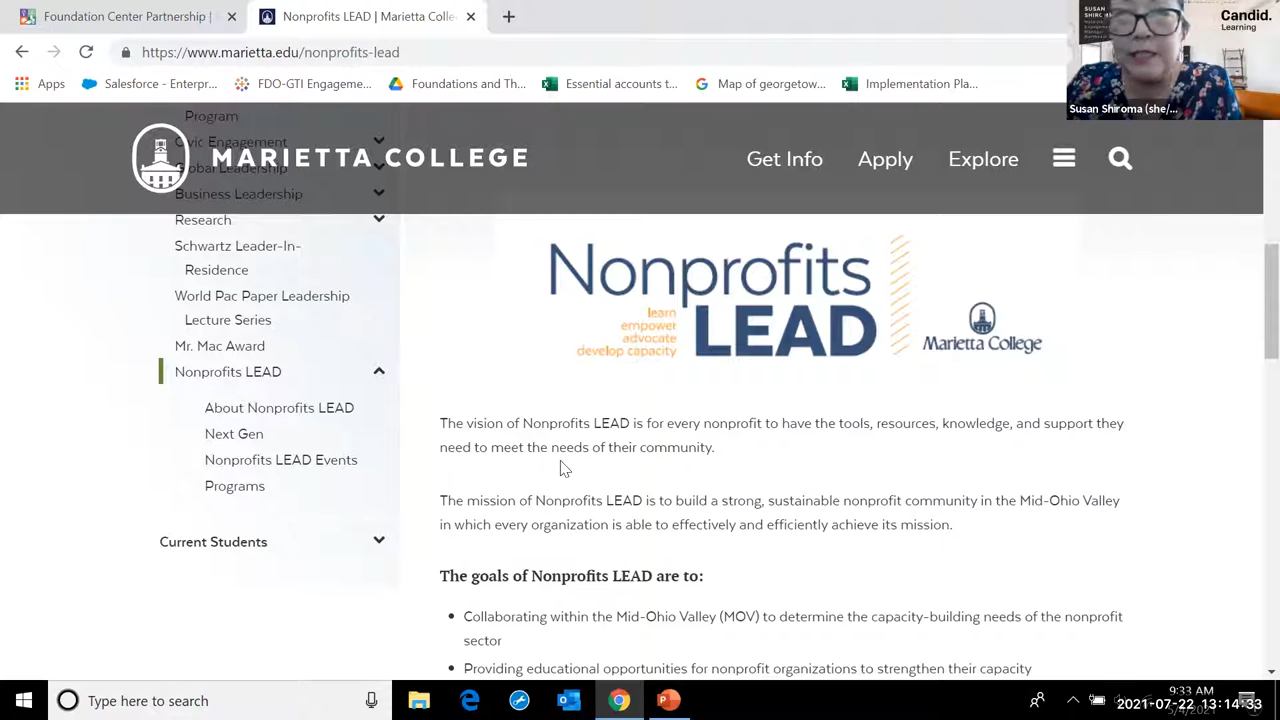 Foundation Center Partnership |
Nonprofits LEAD | Marietta Colle
https://www.marietta.edu/nonprofits-lead
Apps
Salesforce - Enterpr...
FDO-GTI Engageme...
Foundations and Th...
Essential accounts t...
Map of georgetow...
Implementation Pla...
SUSAN
Candid.
Learning
Susan Shiroma (she/...
Program
Civic Engagement
Global Leadership
Business Leadership
Research
Schwartz Leader-In-
Residence
World Pac Paper Leadership
Lecture Series
Mr. Mac Award
Nonprofits LEAD
About Nonprofits LEAD
Next Gen
Nonprofits LEAD Events
Programs
Current Students
MARIETTA COLLEGE
Get Info
Apply
Explore
Nonprofits
LEAD
learn
empower
advocate
develop capacity
Marietta College
The vision of Nonprofits LEAD is for every nonprofit to have the tools, resources, knowledge, and support they
need to meet the needs of their community.
The mission of Nonprofits LEAD is to build a strong, sustainable nonprofit community in the Mid-Ohio Valley
in which every organization is able to effectively and efficiently achieve its mission.
The goals of Nonprofits LEAD are to:
• Collaborating within the Mid-Ohio Valley (MOV) to determine the capacity-building needs of the nonprofit
sector
• Providing educational opportunities for nonprofit organizations to strengthen their capacity
Type here to search
9:33 AM
5/4/2021
2021-07-22 13:14:33